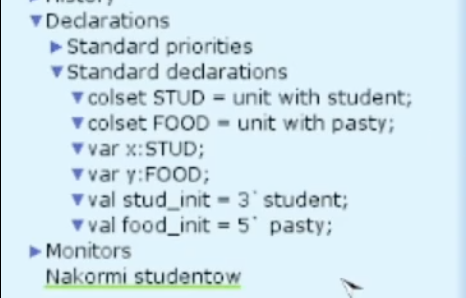 History
Declarations
Standard priorities
Standard declarations
colset STUD = unit with student;
colset FOOD = unit with pasty;
var x:STUD;
var y:FOOD;
val stud_init = 3` student;
val food_init = 5` pasty;
Monitors
Nakormi studentow